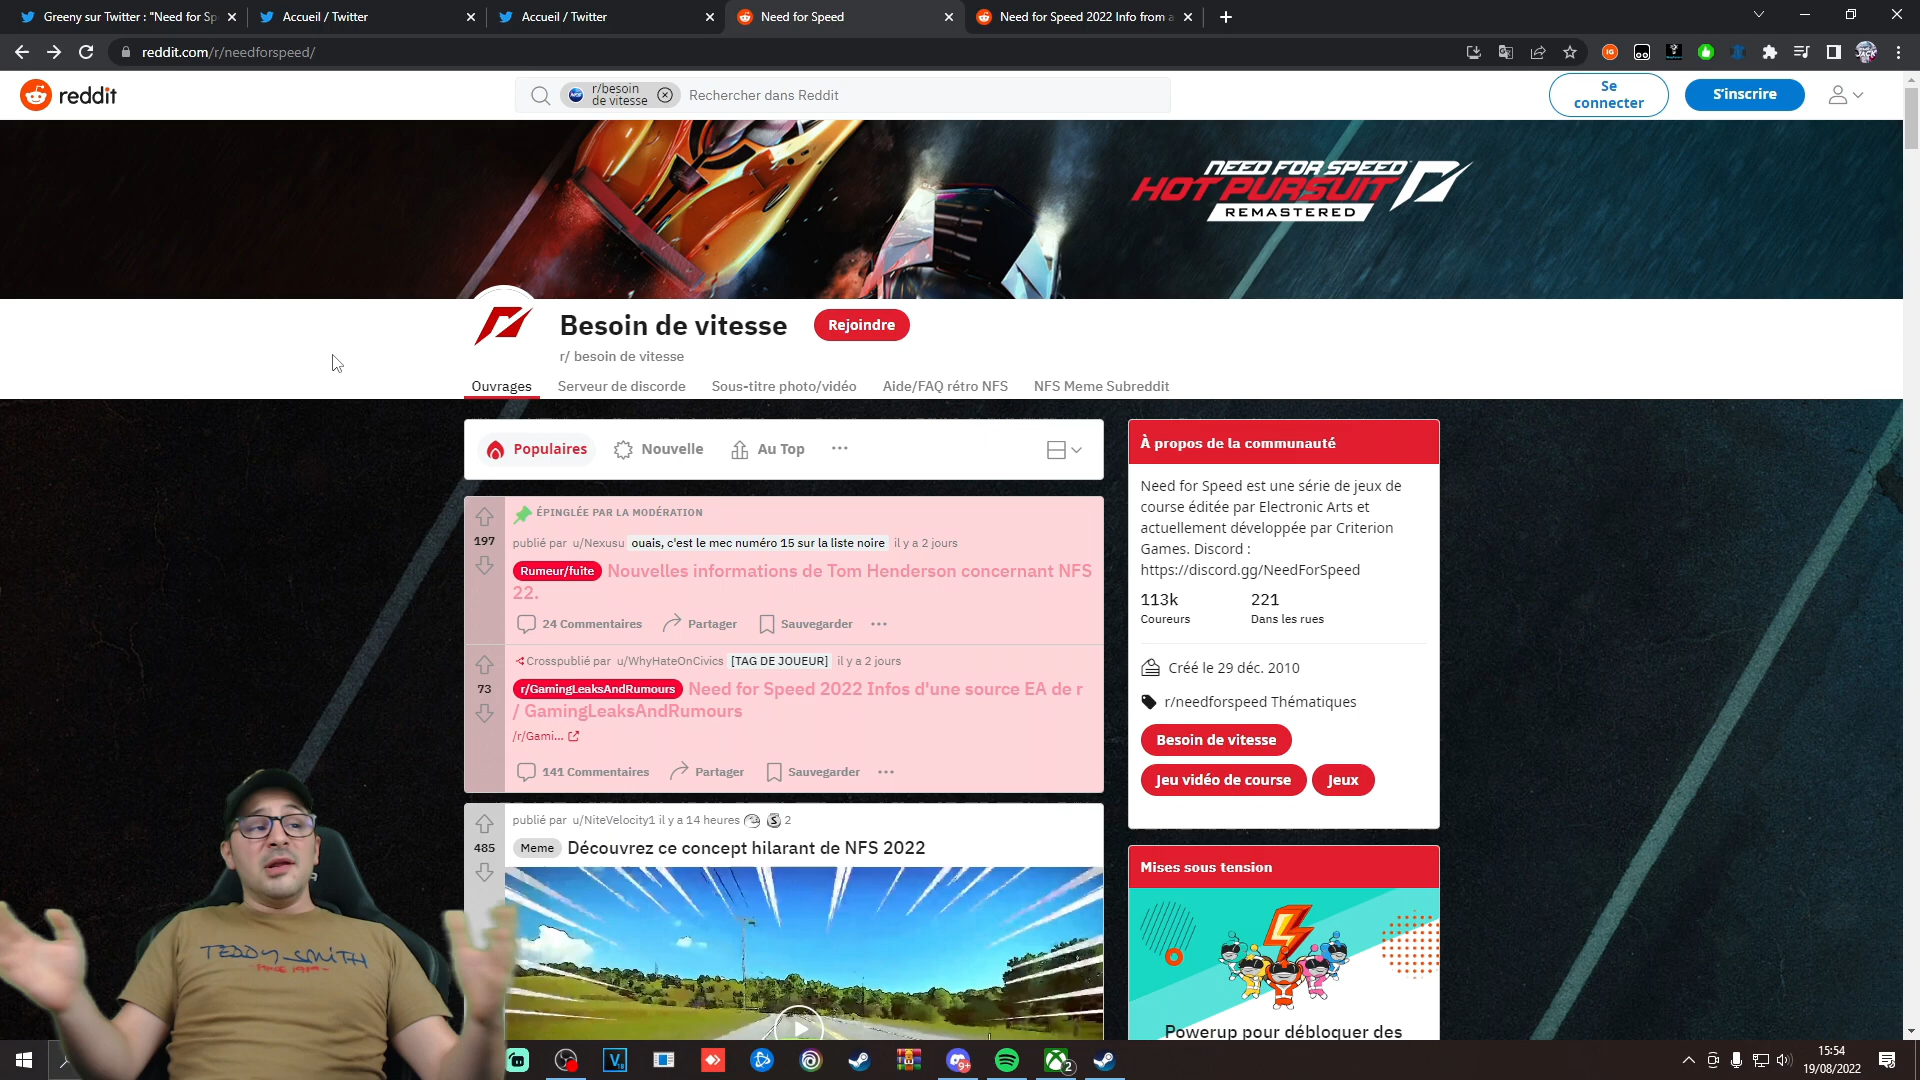 Greeny sur Twitter : "Need for Sp
Accueil / Twitter
Accueil / Twitter
Need for Speed
Need for Speed 2022 Info from a
reddit.com/r/needforspeed/
reddit
r/besoin
de vitesse
Rechercher dans Reddit
Se
connecter
S'inscrire
NEED FOR SPEED
HOT PURSUIT
REMASTERED
Besoin de vitesse
Rejoindre
r/ besoin de vitesse
Ouvrages
Serveur de discorde
Sous-titre photo/vidéo
Aide/FAQ rétro NFS
NFS Meme Subreddit
Populaires
Nouvelle
Au Top
197
ÉPINGLÉE PAR LA MODÉRATION
publié par u/Nexusu ouais, c'est le mec numéro 15 sur la liste noire il y a 2 jours
Rumeur/fuite Nouvelles informations de Tom Henderson concernant NFS
22.
24 Commentaires
Partager
Sauvegarder
73
Crosspublié par u/WhyHateOnCivics [TAG DE JOUEUR] il y a 2 jours
r/GamingLeaksAndRumours Need for Speed 2022 Infos d'une source EA de r
/ GamingLeaksAndRumours
/r/Gami...
141 Commentaires
Partager
Sauvegarder
485
publié par u/NiteVelocity1 il y a 14 heures S 2
Meme Découvrez ce concept hilarant de NFS 2022
À propos de la communauté
Need for Speed est une série de jeux de
course éditée par Electronic Arts et
actuellement développée par Criterion
Games. Discord :
https://discord.gg/NeedForSpeed
113k
221
Coureurs
Dans les rues
Créé le 29 déc. 2010
r/needforspeed Thématiques
Besoin de vitesse
Jeu vidéo de course
Jeux
Mises sous tension
Powerup pour débloquer des
TEDDY SMITH
SINCE 1989
15:54
19/08/2022